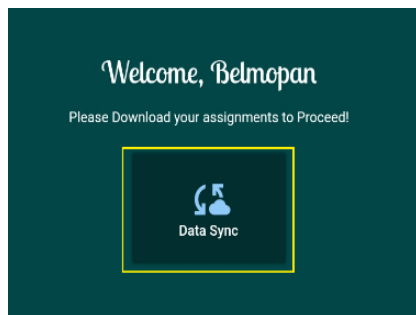 Welcome, Belmopan
Please Download your assignments to Proceed!
Data Sync